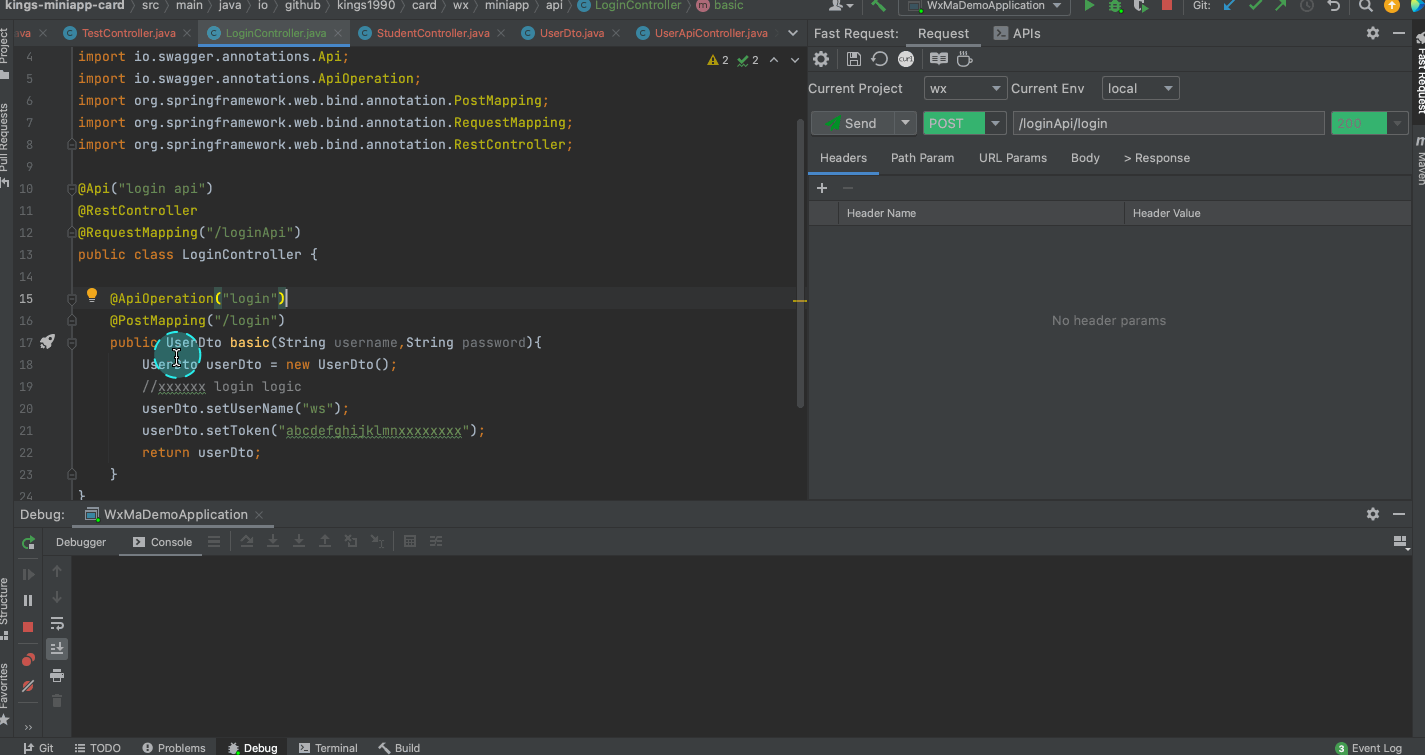 kings-miniapp-card > src > main > java > io > github > kings1990 > card > wx > miniapp > api > LoginController > basic
WxMaDemoApplication
Git:
ava
TestController.java
LoginController.java
StudentController.java
UserDto.java
UserApiController.java
Fast Request:
Request
APIs
Project
Pull Requests
Structure
Favorites
4 import io.swagger.annotations.Api;
5 import io.swagger.annotations.ApiOperation;
6 import org.springframework.web.bind.annotation.PostMapping;
7 import org.springframework.web.bind.annotation.RequestMapping;
8 import org.springframework.web.bind.annotation.RestController;
9
10 @Api("login api")
11 @RestController
12 @RequestMapping("/loginApi")
13 public class LoginController {
14
15 @ApiOperation("login")
16 @PostMapping("/login")
17 public UserDto basic(String username,String password){
18 UserDto userDto = new UserDto();
19 //xxxxxx login logic
20 userDto.setUserName("ws");
21 userDto.setToken("abcdefghijklmnxxxxxxxx");
22 return userDto;
23 }
24 }
2 2
Current Project wx Current Env local
Send POST /loginApi/login 200
Headers Path Param URL Params Body > Response
Header Name Header Value
No header params
Fast Request
Maven
Debug: WxMaDemoApplication
Debugger Console
Git TODO Problems Debug Terminal Build
3 Event Log